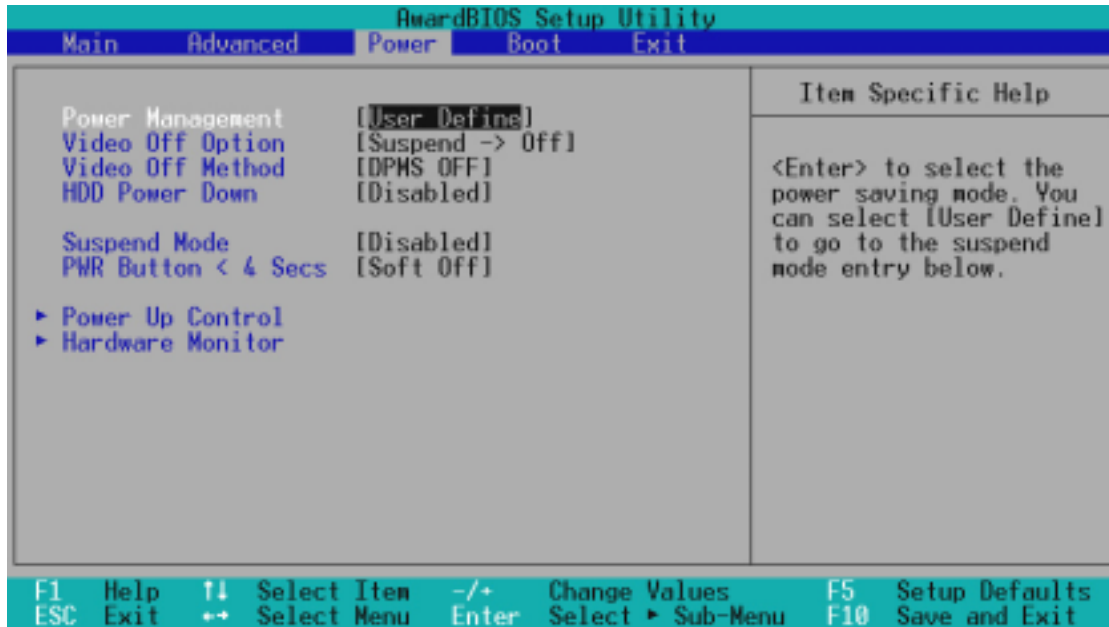 AwardBIOS Setup Utility
Main Advanced Power Boot Exit
Power Management [User Define]
Video Off Option [Suspend -> Off]
Video Off Method [DPMS OFF]
HDD Power Down [Disabled]
Suspend Mode [Disabled]
PWR Button < 4 Secs [Soft Off]
► Power Up Control
► Hardware Monitor
Item Specific Help
<Enter> to select the
power saving mode. You
can select [User Define]
to go to the suspend
mode entry below.
F1 Help ↑↓ Select Item -/+ Change Values F5 Setup Defaults
ESC Exit ←→ Select Menu Enter Select ► Sub-Menu F10 Save and Exit